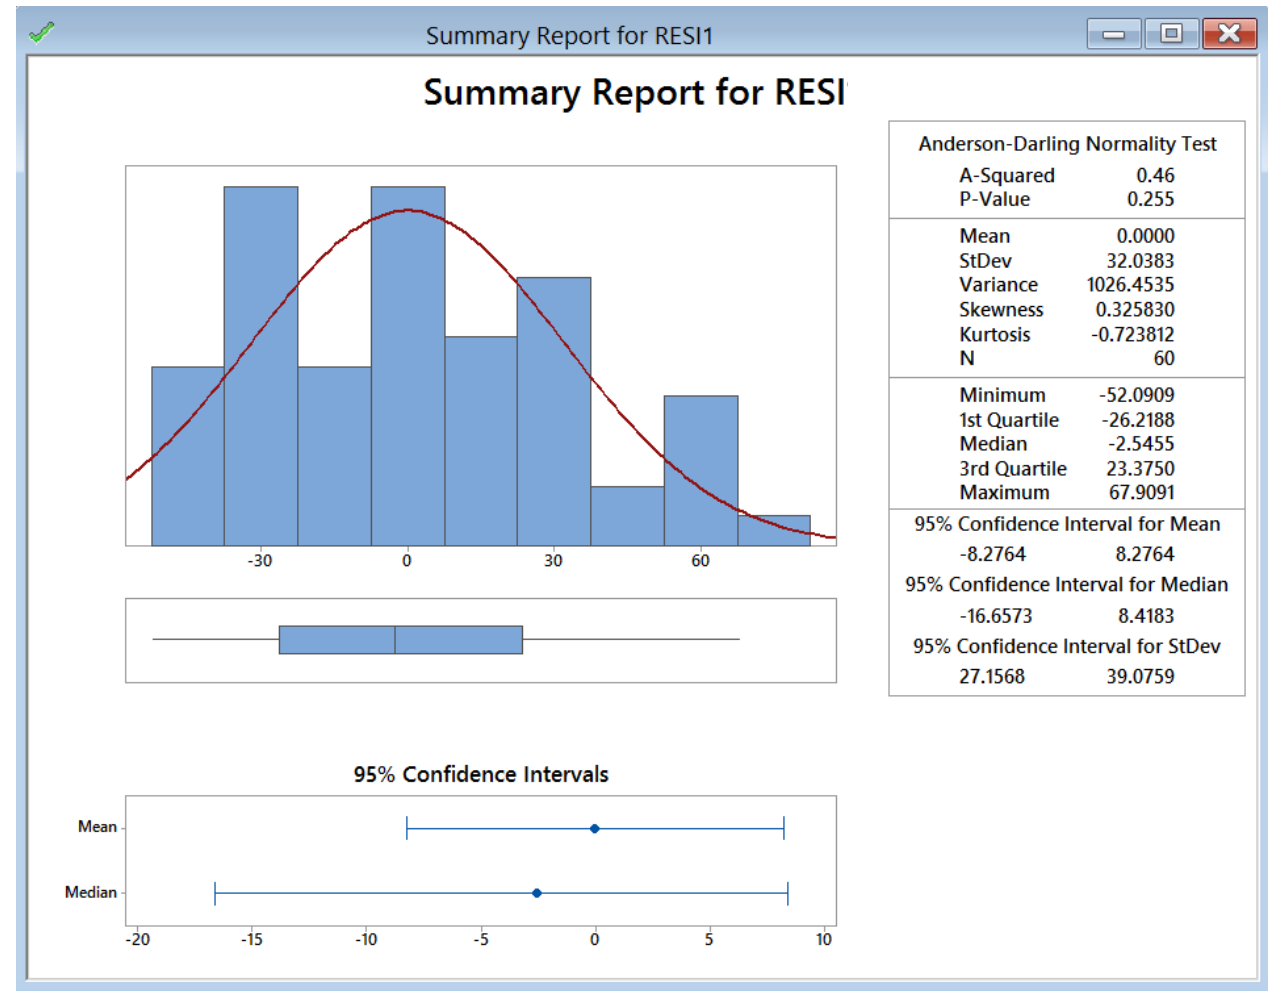 Summary Report for RESI1
Summary Report for RESI
Anderson-Darling Normality Test
A-Squared 0.46
P-Value 0.255
Mean 0.0000
StDev 32.0383
Variance 1026.4535
Skewness 0.325830
Kurtosis -0.723812
N 60
Minimum -52.0909
1st Quartile -26.2188
Median -2.5455
3rd Quartile 23.3750
Maximum 67.9091
95% Confidence Interval for Mean
-8.2764 8.2764
95% Confidence Interval for Median
-16.6573 8.4183
95% Confidence Interval for StDev
27.1568 39.0759
-30 0 30 60
95% Confidence Intervals
Mean
Median
-20 -15 -10 -5 0 5 10